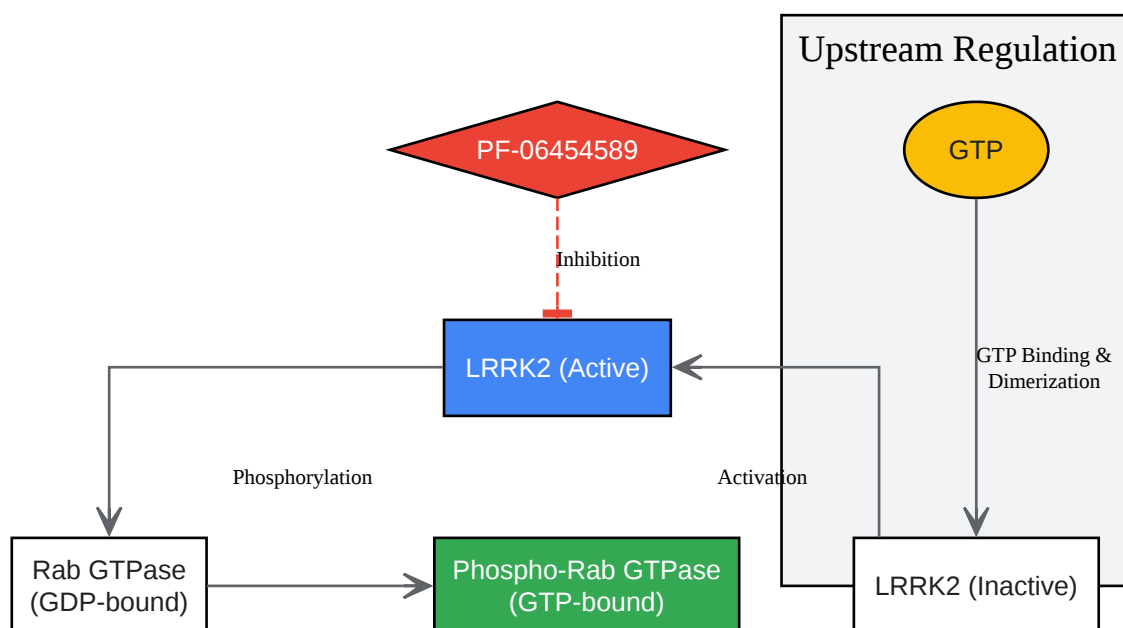 Upstream Regulation
PF-06454589
GTP
Inhibition
GTP Binding &
Dimerization
LRRK2 (Active)
Phosphorylation
Activation
Rab GTPase
(GDP-bound)
Phospho-Rab GTPase
(GTP-bound)
LRRK2 (Inactive)